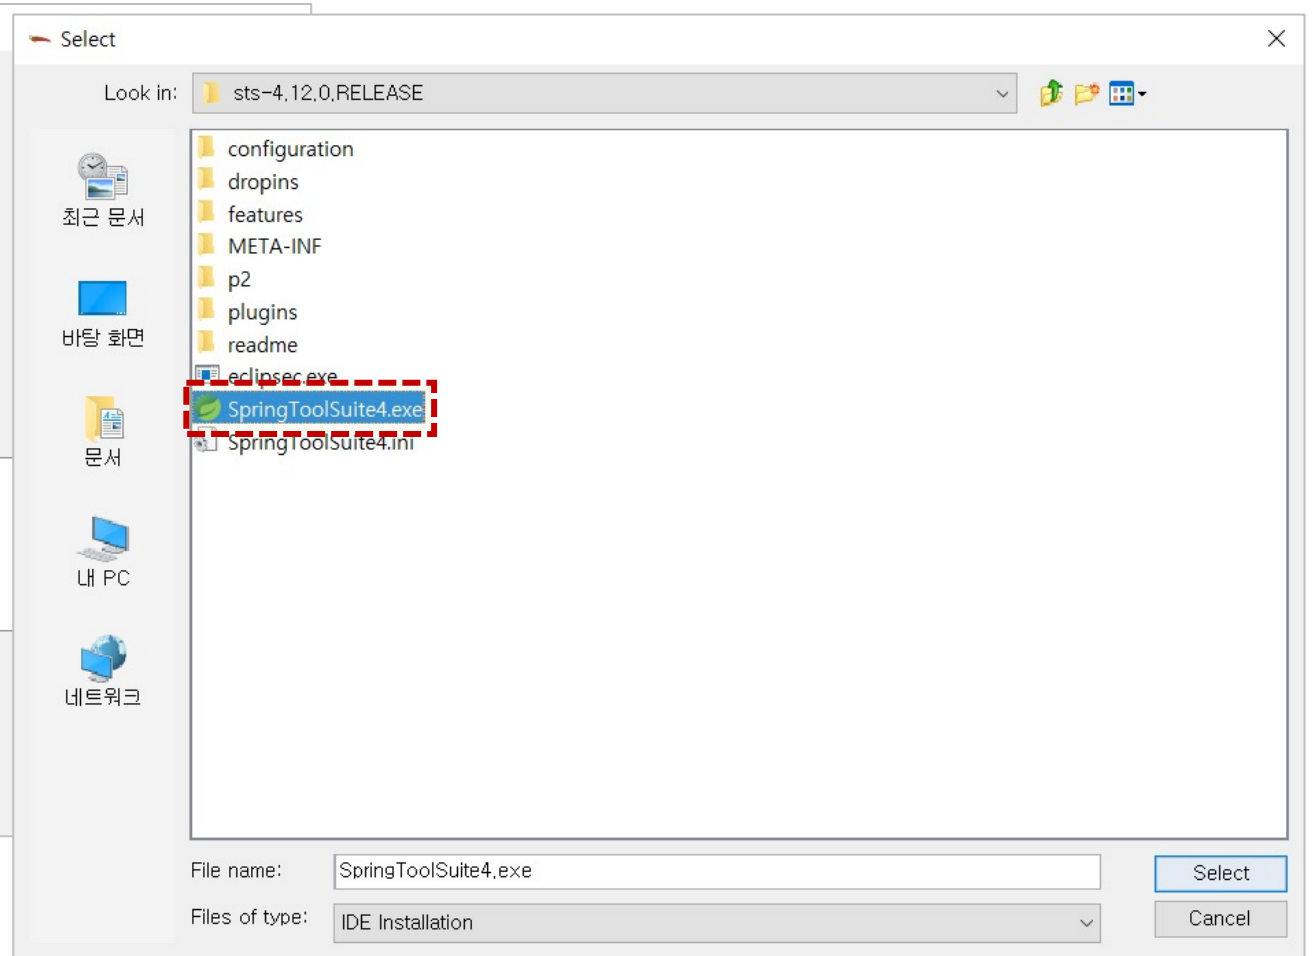 Select
Look in: sts-4.12.0.RELEASE
최근 문서
바탕 화면
문서
내 PC
네트워크
configuration
dropins
features
META-INF
p2
plugins
readme
eclipsec.exe
SpringToolSuite4.exe
SpringToolSuite4.ini
File name: SpringToolSuite4.exe
Select
Files of type: IDE Installation
Cancel